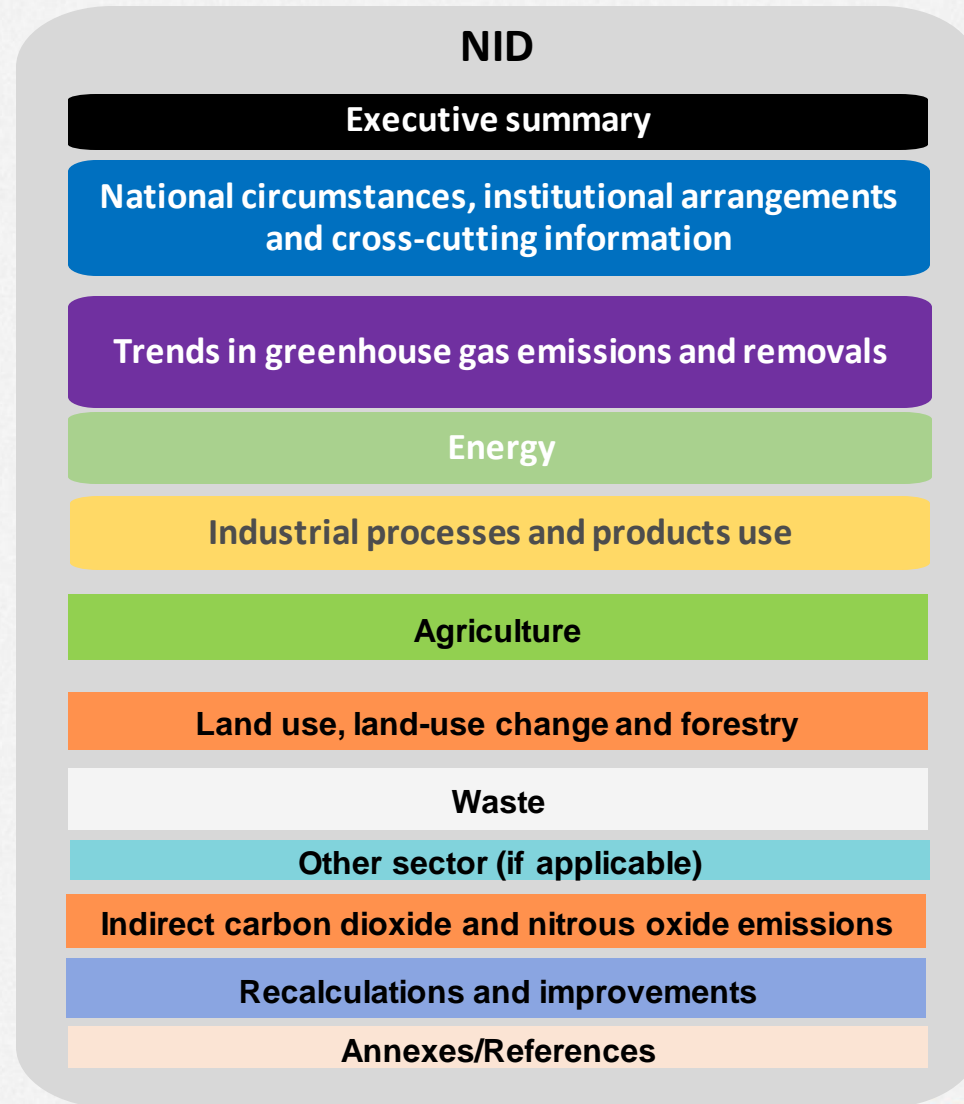 NID
Executive summary
National circumstances, institutional arrangements
and cross-cutting information
Trends in greenhouse gas emissions and removals
Energy
Industrial processes and products use
Agriculture
Land use, land-use change and forestry
Waste
Other sector (if applicable)
Indirect carbon dioxide and nitrous oxide emissions
Recalculations and improvements
Annexes/References